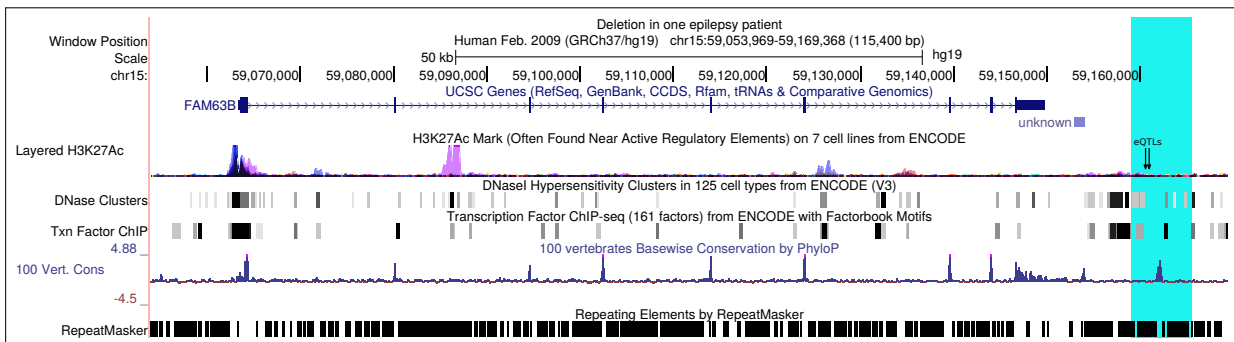 Deletion in one epilepsy patient
Window Position Human Feb. 2009 (GRCh37/hg19) chr15:59,053,969-59,169,368 (115,400 bp)
Scale 50 kb hg19
chr15: 59,070,000 59,080,000 59,090,000 59,100,000 59,110,000 59,120,000 59,130,000 59,140,000 59,150,000 59,160,000
UCSC Genes (RefSeq, GenBank, CCDS, Rfam, tRNAs & Comparative Genomics)
FAM63B
unknown
H3K27Ac Mark (Often Found Near Active Regulatory Elements) on 7 cell lines from ENCODE
eQTLs
Layered H3K27Ac
DNaseI Hypersensitivity Clusters in 125 cell types from ENCODE (V3)
DNase Clusters
Transcription Factor ChIP-seq (161 factors) from ENCODE with Factorbook Motifs
Txn Factor ChIP
4.88 100 vertebrates Basewise Conservation by PhyloP
100 Vert. Cons
-4.5
Repeating Elements by RepeatMasker
RepeatMasker